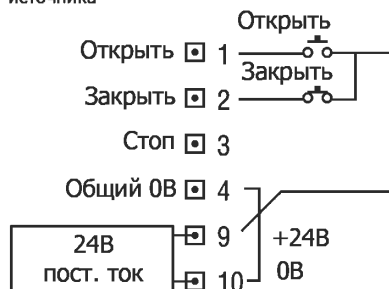 источника
Открыть
Открыть 1
Закрыть
Закрыть 2
Стоп 3
Общий 0В 4
9 +24В
24В
пост. ток
10 0В